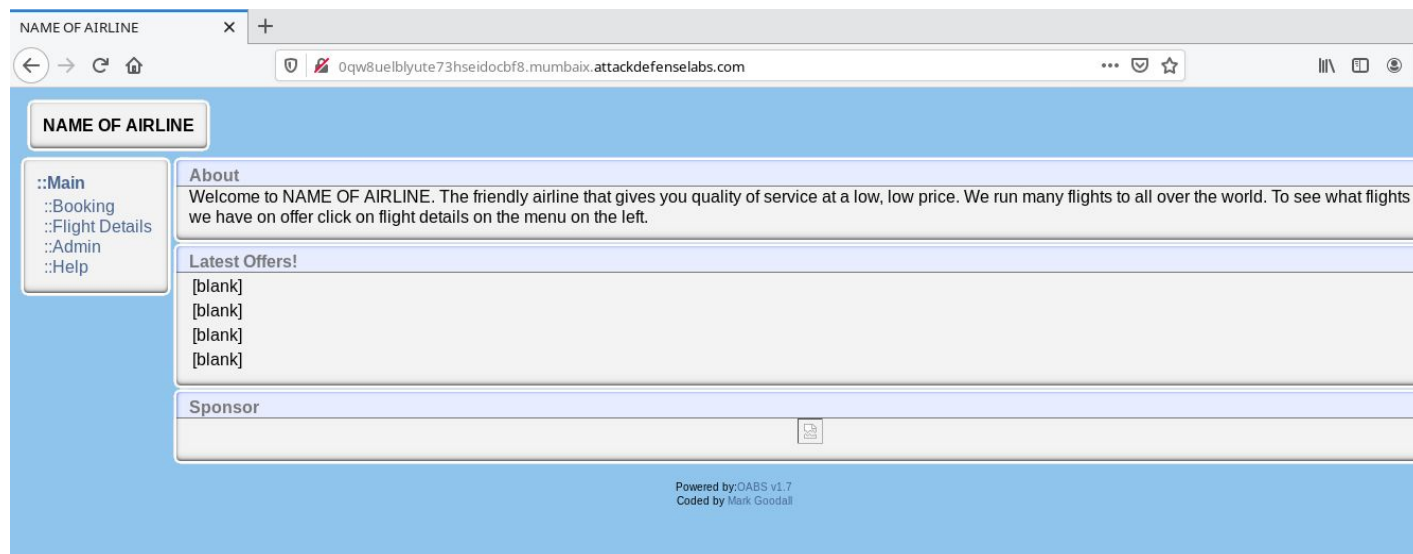 NAME OF AIRLINE
0qw8uelblyute73hseidocbf8.mumbaix.attackdefenselabs.com
NAME OF AIRLINE
::Main
::Booking
::Flight Details
::Admin
::Help
About
Welcome to NAME OF AIRLINE. The friendly airline that gives you quality of service at a low, low price. We run many flights to all over the world. To see what flights
we have on offer click on flight details on the menu on the left.
Latest Offers!
[blank]
[blank]
[blank]
[blank]
Sponsor
Powered by:OABS v1.7
Coded by Mark Goodall